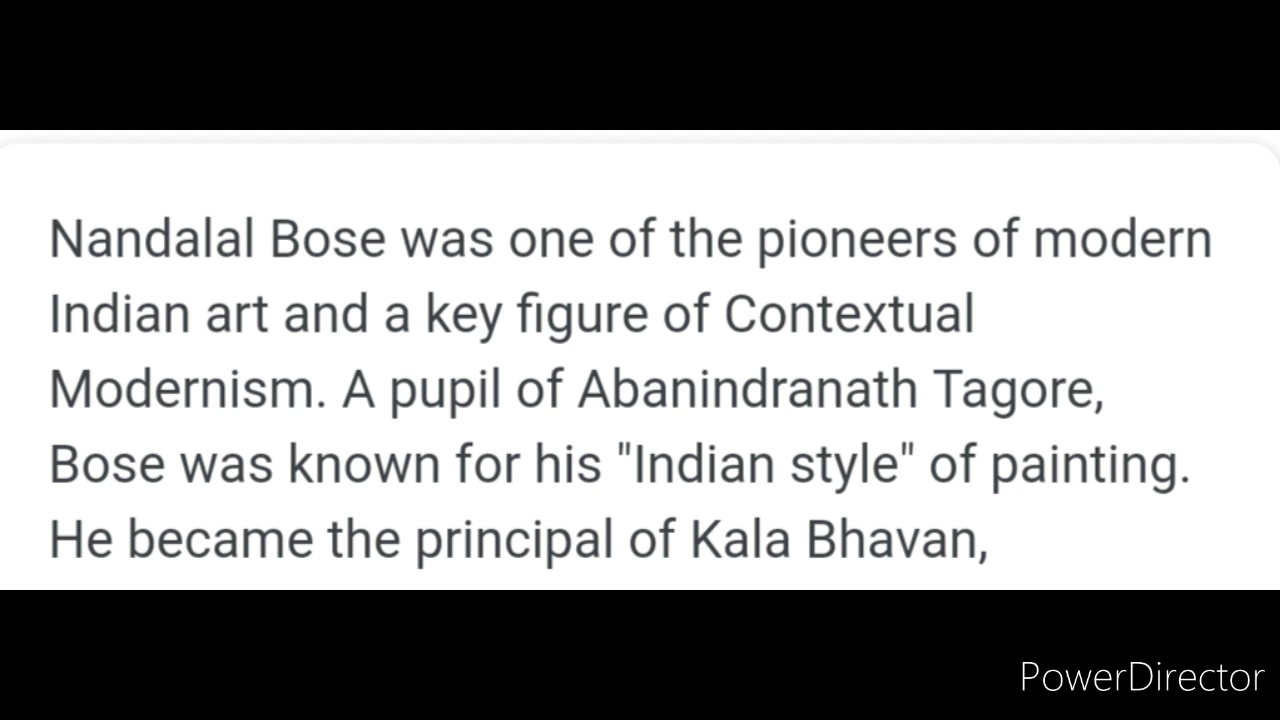 Nandalal Bose was one of the pioneers of modern
Indian art and a key figure of Contextual
Modernism. A pupil of Abanindranath Tagore,
Bose was known for his "Indian style" of painting.
He became the principal of Kala Bhavan,
PowerDirector